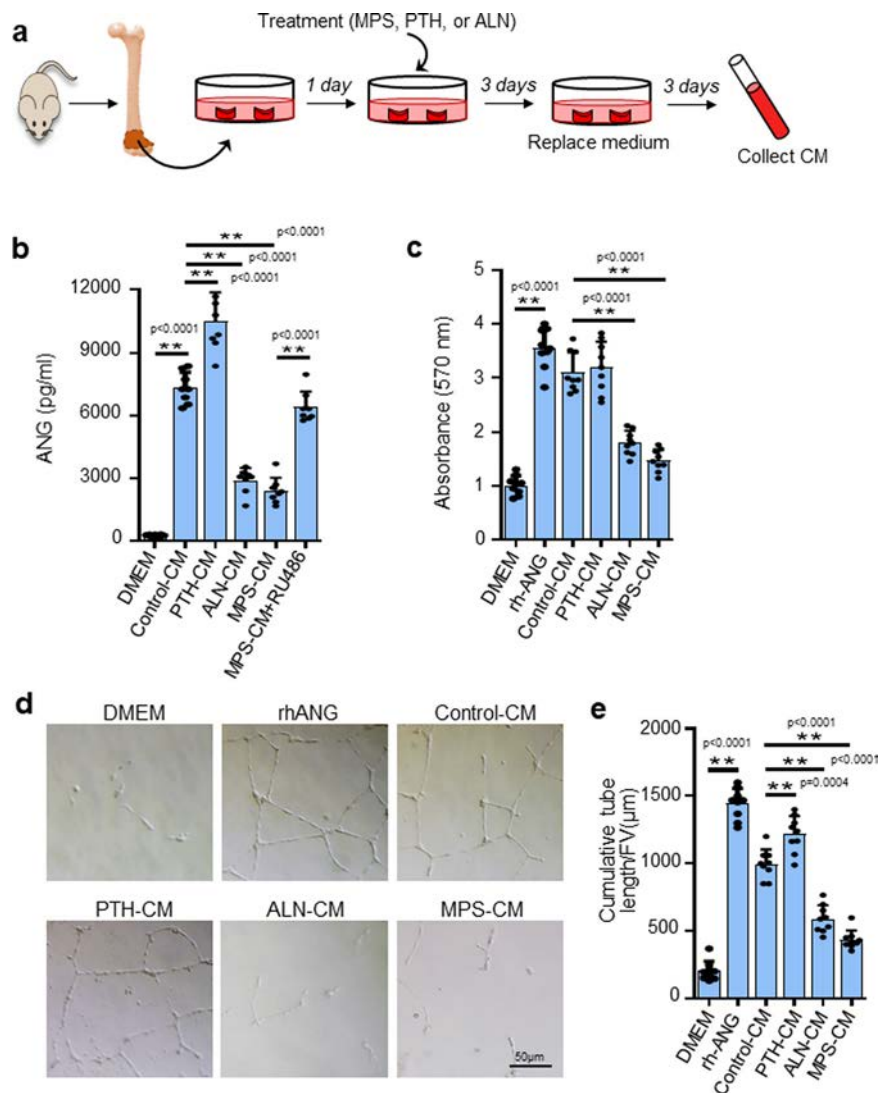 a
Treatment (MPS, PTH, or ALN)
1 day
3 days
3 days
Replace medium
Collect CM
b
ANG (pg/ml)
12000
9000
6000
3000
0
** p<0.0001
** p<0.0001
** p<0.0001
p<0.0001
**
p<0.0001
**
DMEM
Control-CM
PTH-CM
ALN-CM
MPS-CM
MPS-CM+RU486
c
Absorbance (570 nm)
5
4
3
2
1
0
p<0.0001
**
p<0.0001
**
p<0.0001
**
DMEM
rh-ANG
Control-CM
PTH-CM
ALN-CM
MPS-CM
d
DMEM
rhANG
Control-CM
PTH-CM
ALN-CM
MPS-CM
50μm
e
Cumulative tube
length/FV(μm)
2000
1500
1000
500
0
p<0.0001
**
p<0.0001
**
** p<0.0001
** p=0.0004
DMEM
rh-ANG
Control-CM
PTH-CM
ALN-CM
MPS-CM